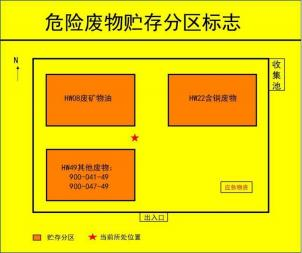 危险废物贮存分区标志
N
收集池
HW08废矿物油
HW22含铜废物
HW49其他废物：
900-041-49
900-047-49
应急物资
出入口
贮存分区
当前所处位置